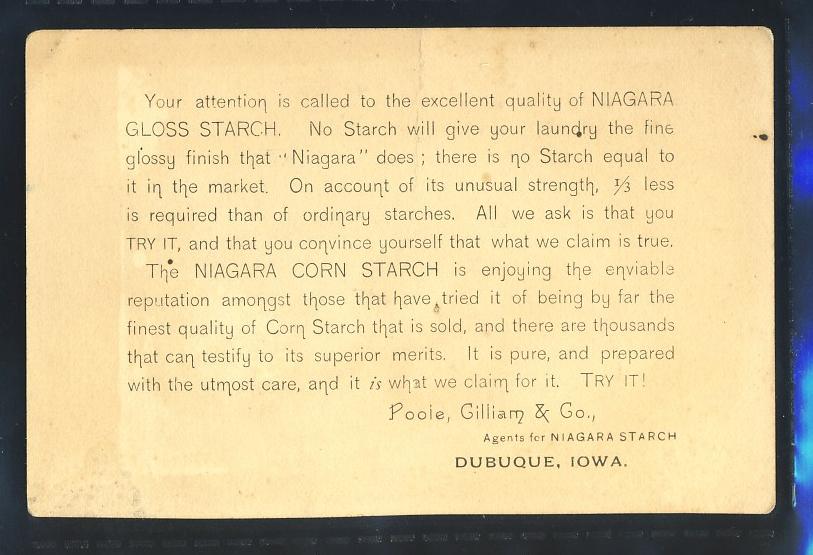 Your attention is called to the excellent quality of NIAGARA
GLOSS STARCH. No Starch will give your laundry the fine
glossy finish that "Niagara" does ; there is no Starch equal to
it in the market. On account of its unusual strength, 1/3 less
is required than of ordinary starches. All we ask is that you
TRY IT, and that you convince yourself that what we claim is true.
The NIAGARA CORN STARCH is enjoying the enviable
reputation amongst those that have tried it of being by far the
finest quality of Corn Starch that is sold, and there are thousands
that can testify to its superior merits. It is pure, and prepared
with the utmost care, and it is what we claim for it. TRY IT!
Poole, Gilliam & Co.,
Agents for NIAGARA STARCH
DUBUQUE, IOWA.